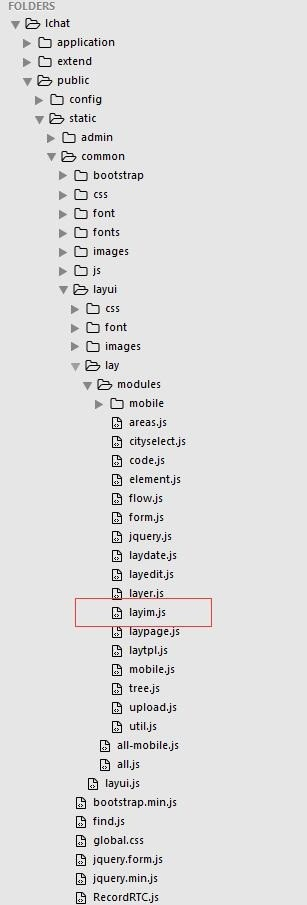 FOLDERS
lchat
application
extend
public
config
static
admin
common
bootstrap
css
font
fonts
images
js
layui
css
font
images
lay
modules
mobile
areas.js
cityselect.js
code.js
element.js
flow.js
form.js
jquery.js
laydate.js
layedit.js
layer.js
layim.js
laypage.js
laytpl.js
mobile.js
tree.js
upload.js
util.js
all-mobile.js
all.js
layui.js
bootstrap.min.js
find.js
global.css
jquery.form.js
jquery.min.js
RecordRTC.js